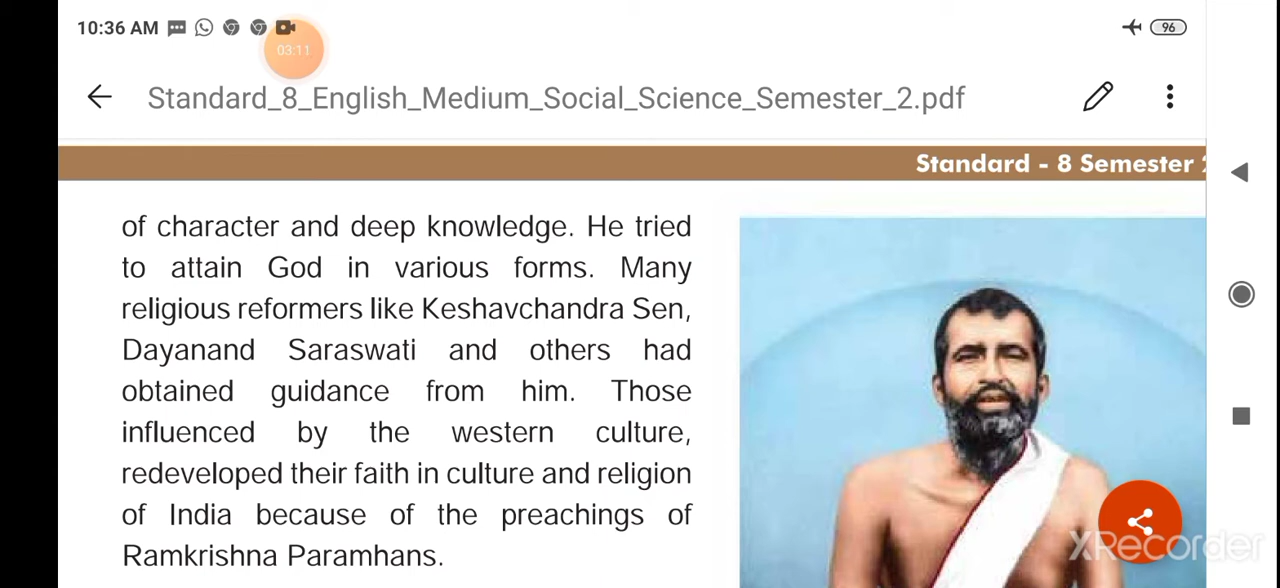 10:36 AM
96
03:11
Standard_8_English_Medium_Social_Science_Semester_2.pdf
Standard - 8 Semester
of character and deep knowledge. He tried
to attain God in various forms. Many
religious reformers like Keshavchandra Sen,
Dayanand Saraswati and others had
obtained guidance from him. Those
influenced by the western culture,
redeveloped their faith in culture and religion
of India because of the preachings of
Ramkrishna Paramhans.
XRecorder